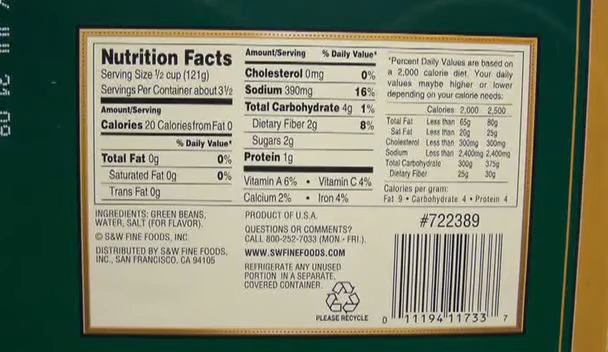 Nutrition Facts
Serving Size ½ cup (121g)
Servings Per Container about 3½
Amount/Serving
Calories 20 Calories from Fat 0
% Daily Value*
Total Fat 0g 0%
Saturated Fat 0g 0%
Trans Fat 0g
Amount/Serving % Daily Value*
Cholesterol 0mg 0%
Sodium 390mg 16%
Total Carbohydrate 4g 1%
Dietary Fiber 2g 8%
Sugars 2g
Protein 1g
Vitamin A 6% • Vitamin C 4%
Calcium 2% • Iron 4%
*Percent Daily Values are based on
a 2,000 calorie diet. Your daily
values maybe higher or lower
depending on your calorie needs:
Calories 2,000 2,500
Total Fat Less than 65g 80g
Sat Fat Less than 20g 25g
Cholesterol Less than 300mg 300mg
Sodium Less than 2,400mg 2,400mg
Total Carbohydrate 300g 375g
Dietary Fiber 25g 30g
Calories per gram:
Fat 9 • Carbohydrate 4 • Protein 4
INGREDIENTS: GREEN BEANS,
WATER, SALT (FOR FLAVOR).
© S&W FINE FOODS, INC.
DISTRIBUTED BY S&W FINE FOODS,
INC., SAN FRANCISCO, CA 94105
PRODUCT OF U.S.A.
QUESTIONS OR COMMENTS?
CALL 800-252-7033 (MON.- FRI.).
WWW.SWFINEFOODS.COM
REFRIGERATE ANY UNUSED
PORTION IN A SEPARATE,
COVERED CONTAINER.
PLEASE RECYCLE
#722389
0 11194 11733 7